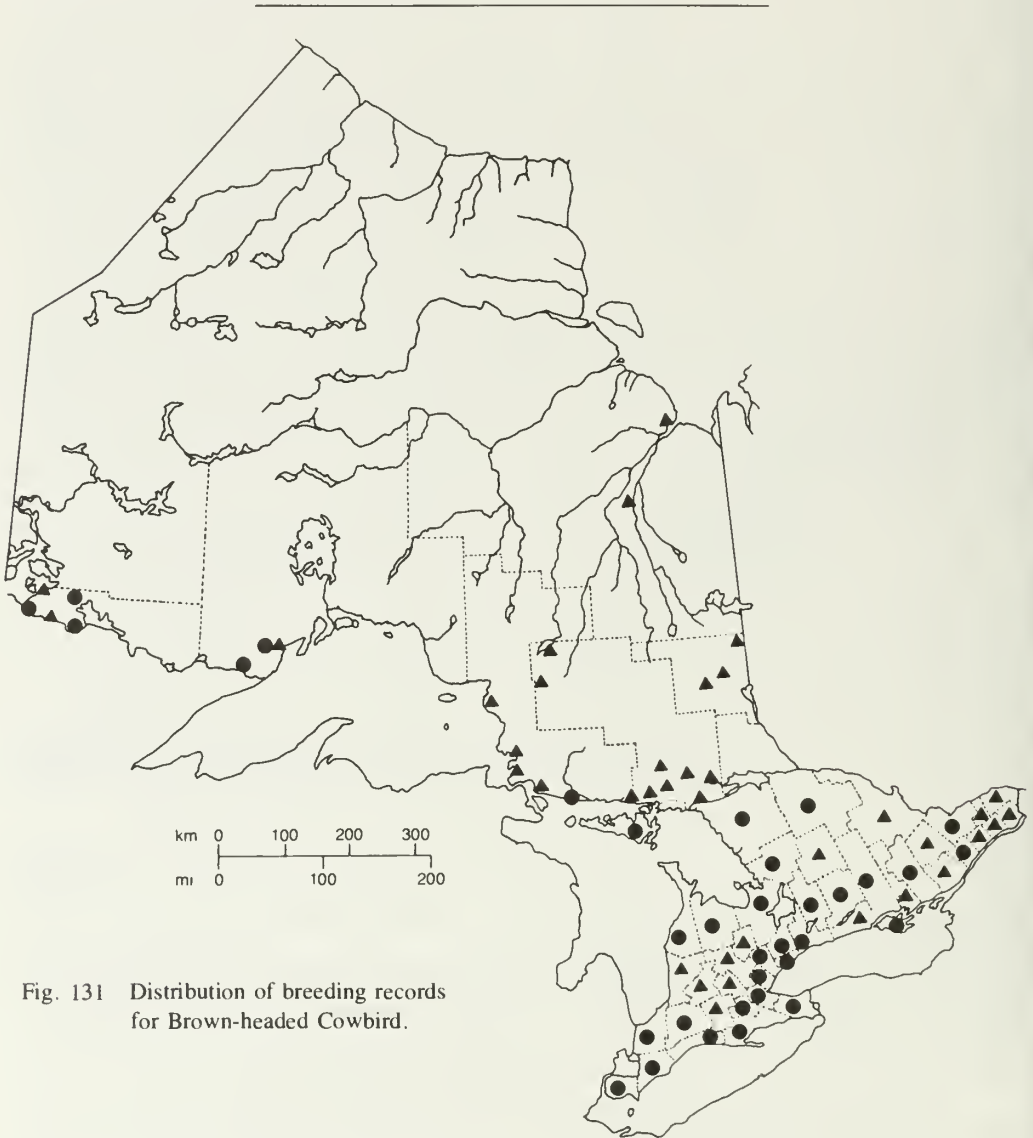 km 0 100 200 300
mi 0 100 200
Fig. 131 Distribution of breeding records
for Brown-headed Cowbird.